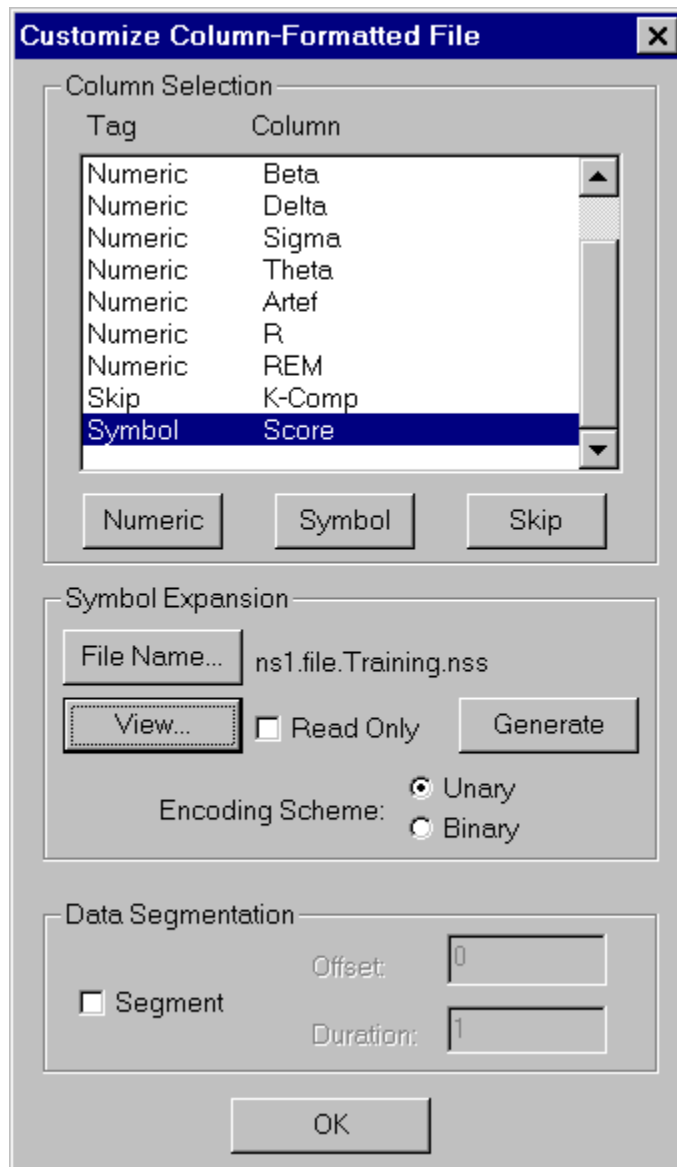 Customize Column-Formatted File
Column Selection
Tag Column
Numeric Beta
Numeric Delta
Numeric Sigma
Numeric Theta
Numeric Artef
Numeric R
Numeric REM
Skip K-Comp
Symbol Score
Numeric Symbol Skip
Symbol Expansion
File Name... ns1.file.Training.nss
View... Read Only Generate
Encoding Scheme: Unary
Binary
Data Segmentation
Offset: 0
Segment
Duration: 1
OK